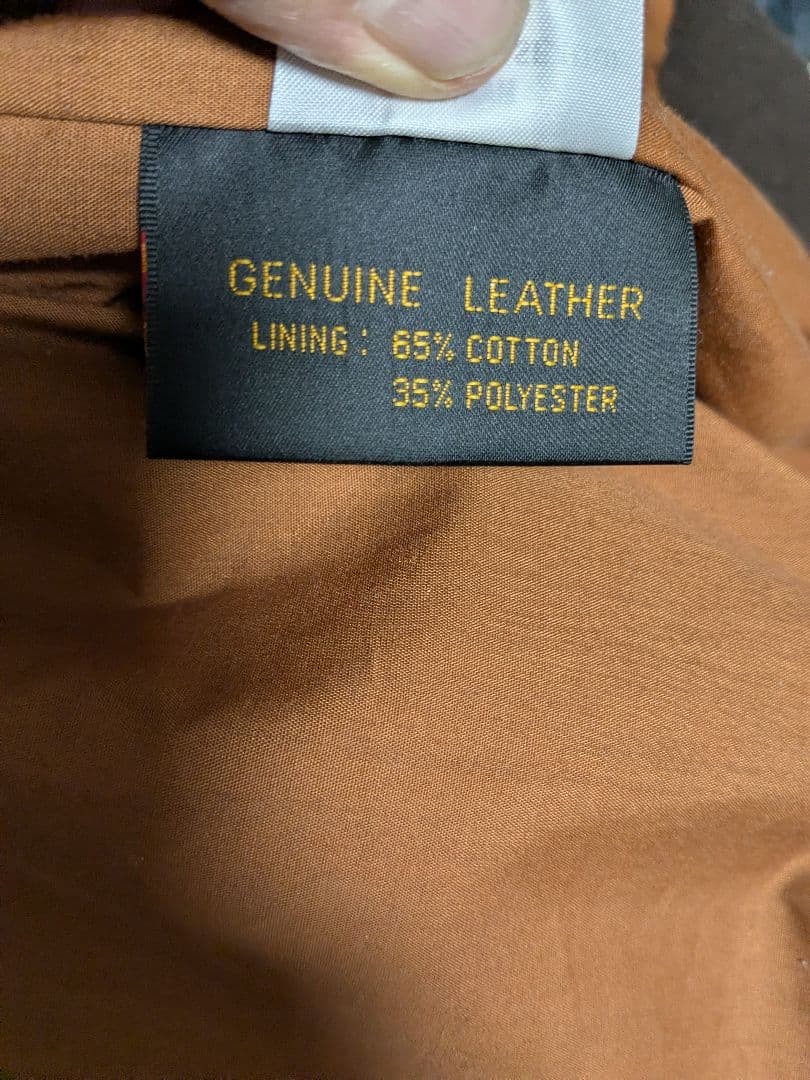 GENUINE LEATHER
LINING: 65% COTTON
35% POLYESTER